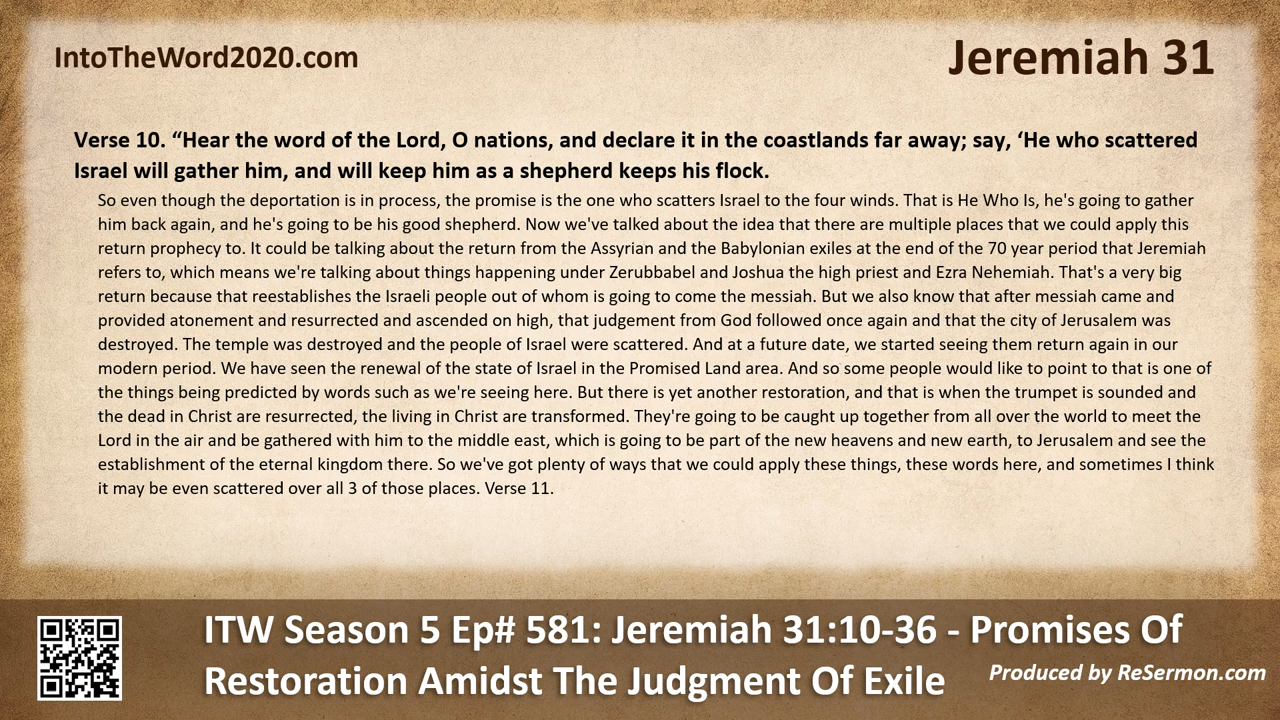 IntoTheWord2020.com
Jeremiah 31
Verse 10. “Hear the word of the Lord, O nations, and declare it in the coastlands far away; say, ‘He who scattered
Israel will gather him, and will keep him as a shepherd keeps his flock.
So even though the deportation is in process, the promise is the one who scatters Israel to the four winds. That is He Who Is, he's going to gather
him back again, and he's going to be his good shepherd. Now we've talked about the idea that there are multiple places that we could apply this
return prophecy to. It could be talking about the return from the Assyrian and the Babylonian exiles at the end of the 70 year period that Jeremiah
refers to, which means we're talking about things happening under Zerubbabel and Joshua the high priest and Ezra Nehemiah. That's a very big
return because that reestablishes the Israeli people out of whom is going to come the messiah. But we also know that after messiah came and
provided atonement and resurrected and ascended on high, that judgement from God followed once again and that the city of Jerusalem was
destroyed. The temple was destroyed and the people of Israel were scattered. And at a future date, we started seeing them return again in our
modern period. We have seen the renewal of the state of Israel in the Promised Land area. And so some people would like to point to that is one of
the things being predicted by words such as we're seeing here. But there is yet another restoration, and that is when the trumpet is sounded and
the dead in Christ are resurrected, the living in Christ are transformed. They're going to be caught up together from all over the world to meet the
Lord in the air and be gathered with him to the middle east, which is going to be part of the new heavens and new earth, to Jerusalem and see the
establishment of the eternal kingdom there. So we've got plenty of ways that we could apply these things, these words here, and sometimes I think
it may be even scattered over all 3 of those places. Verse 11.
ITW Season 5 Ep# 581: Jeremiah 31:10-36 - Promises Of
Restoration Amidst The Judgment Of Exile
Produced by ReSermon.com